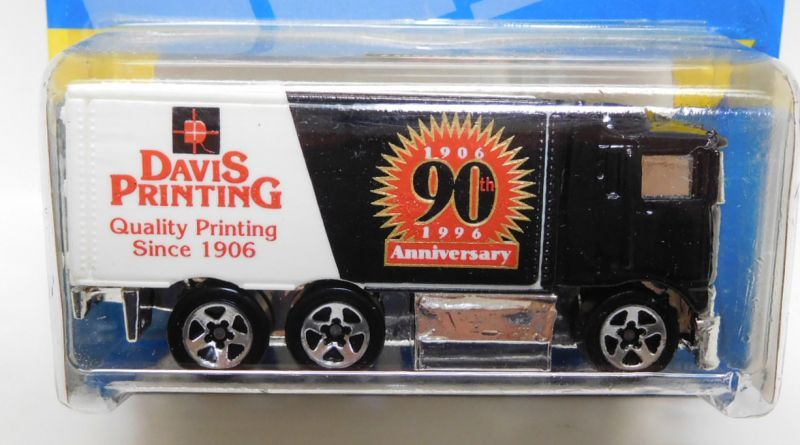 DAVIS
PRINTING
Quality Printing
Since 1906
1906
90th
1996
Anniversary